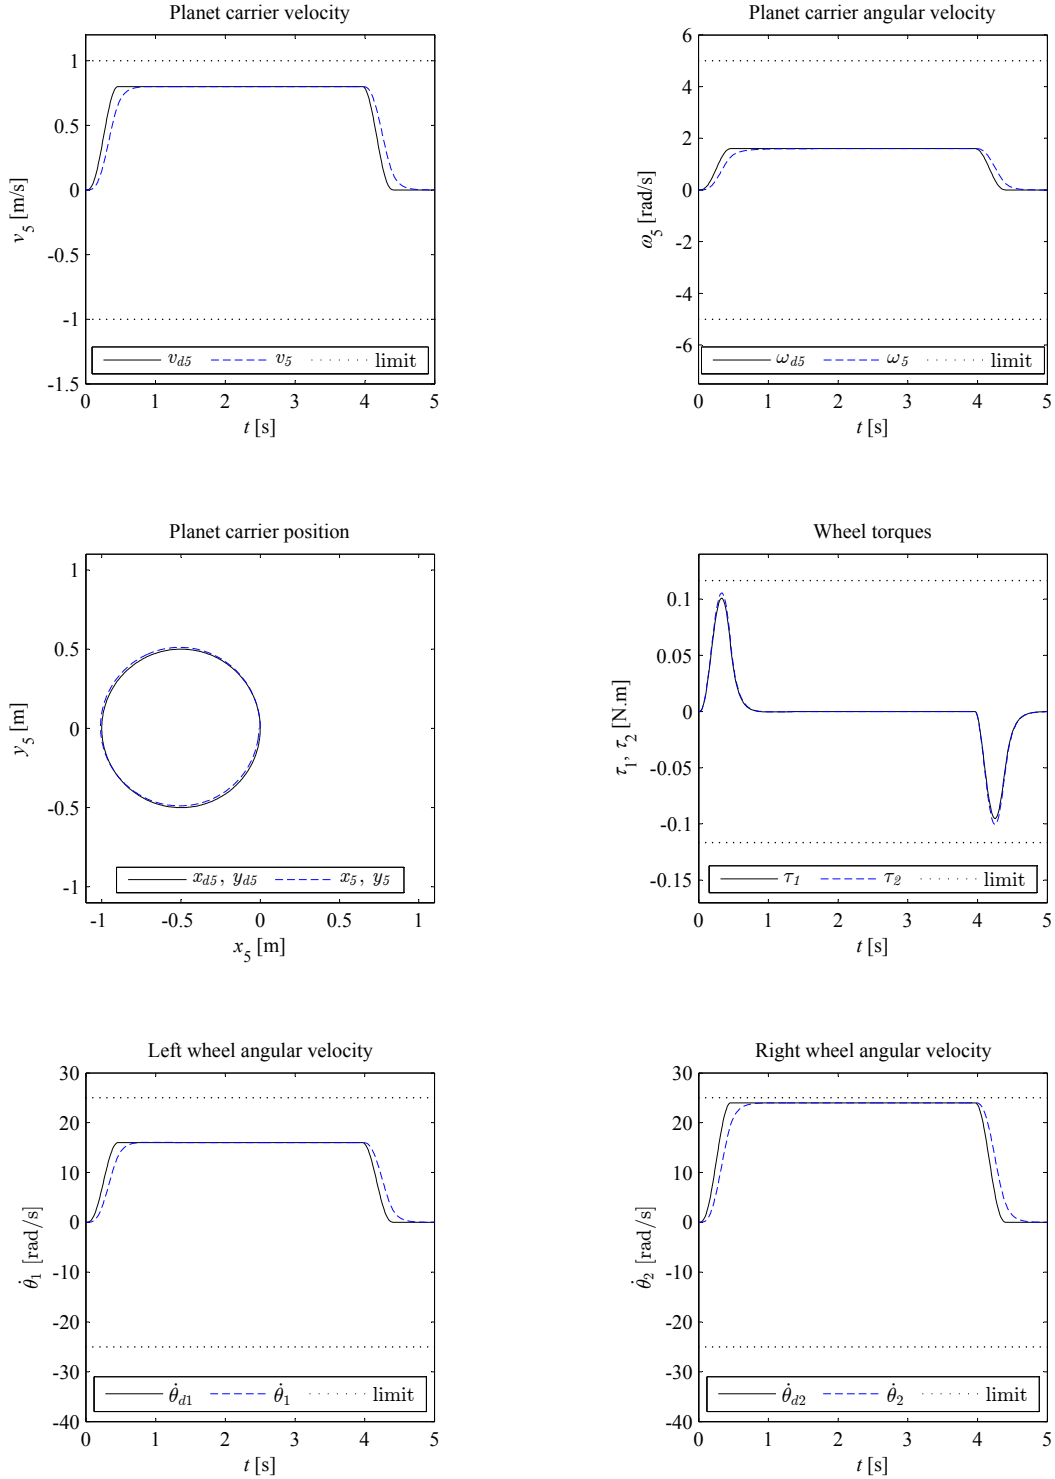 Planet carrier velocity
1
0.5
0
-0.5
-1
-1.5
v5 [m/s]
vd5 v5 limit
0 1 2 3 4 5
t [s]
Planet carrier angular velocity
6
4
2
0
-2
-4
-6
ω5 [rad/s]
ωd5 ω5 limit
0 1 2 3 4 5
t [s]
Planet carrier position
1
0.5
0
-0.5
-1
y5 [m]
xd5, yd5 x5, y5
-1 -0.5 0 0.5 1
x5 [m]
Wheel torques
0.1
0.05
0
-0.05
-0.1
-0.15
τ1, τ2 [N.m]
τ1 τ2 limit
0 1 2 3 4 5
t [s]
Left wheel angular velocity
30
20
10
0
-10
-20
-30
-40
θ̇1 [rad/s]
θ̇d1 θ̇1 limit
0 1 2 3 4 5
t [s]
Right wheel angular velocity
30
20
10
0
-10
-20
-30
-40
θ̇2 [rad/s]
θ̇d2 θ̇2 limit
0 1 2 3 4 5
t [s]